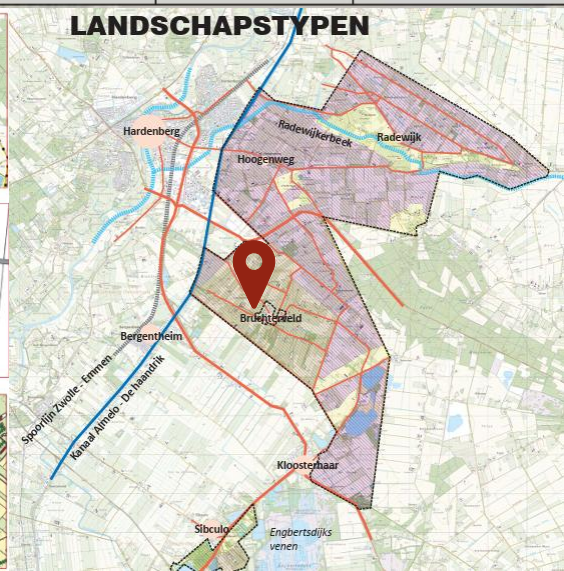 LANDSCHAPSTYPEN
Hardenberg
Radewijkerbeek
Radewijk
Hoogenweg
Bruchterveld
Bergentheim
Spoorlijn Zwolle - Emmen
Kanaal Almelo - De haandrik
Kloosterhaar
Sibculo
Engbertsdijks
venen